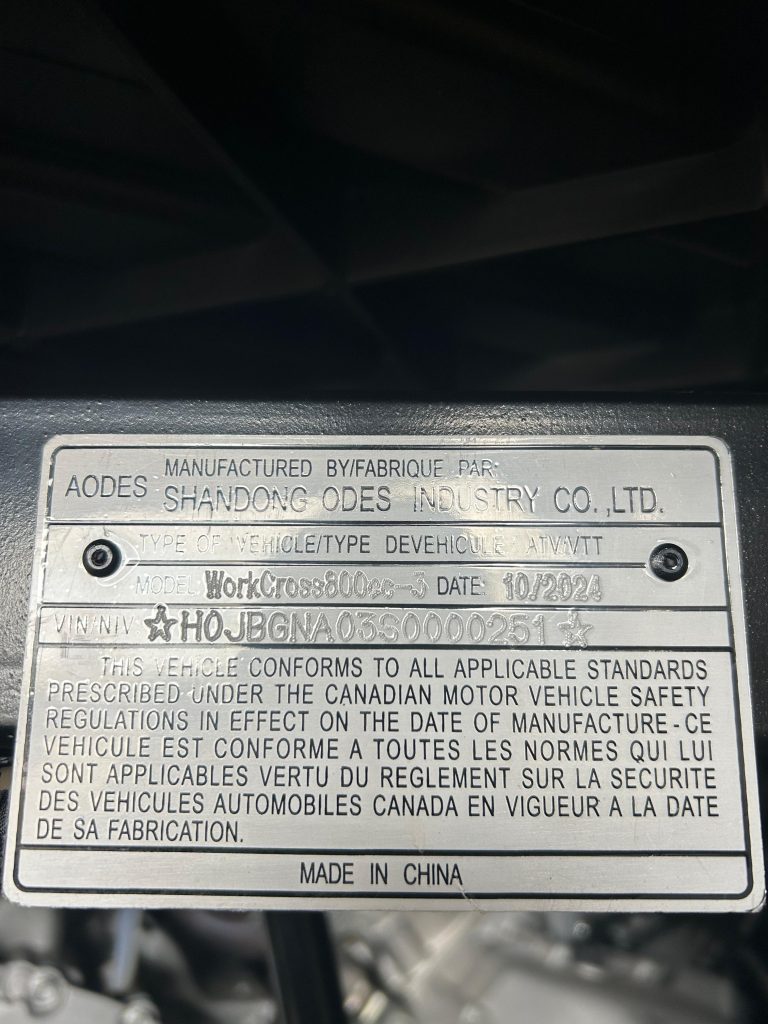 AODES
MANUFACTURED BY/FABRIQUE PAR:
SHANDONG ODES INDUSTRY CO.,LTD.
TYPE OF VEHICLE/TYPE DEVEHICULE ATV/VTT
MODEL WorkCross800cc-3 DATE: 10/2024
VIN/NIV ☆H0JBGNA03S0000251☆
THIS VEHICLE CONFORMS TO ALL APPLICABLE STANDARDS
PRESCRIBED UNDER THE CANADIAN MOTOR VEHICLE SAFETY
REGULATIONS IN EFFECT ON THE DATE OF MANUFACTURE-CE
VEHICULE EST CONFORME A TOUTES LES NORMES QUI LUI
SONT APPLICABLES VERTU DU REGLEMENT SUR LA SECURITE
DES VEHICULES AUTOMOBILES CANADA EN VIGUEUR A LA DATE
DE SA FABRICATION.
MADE IN CHINA